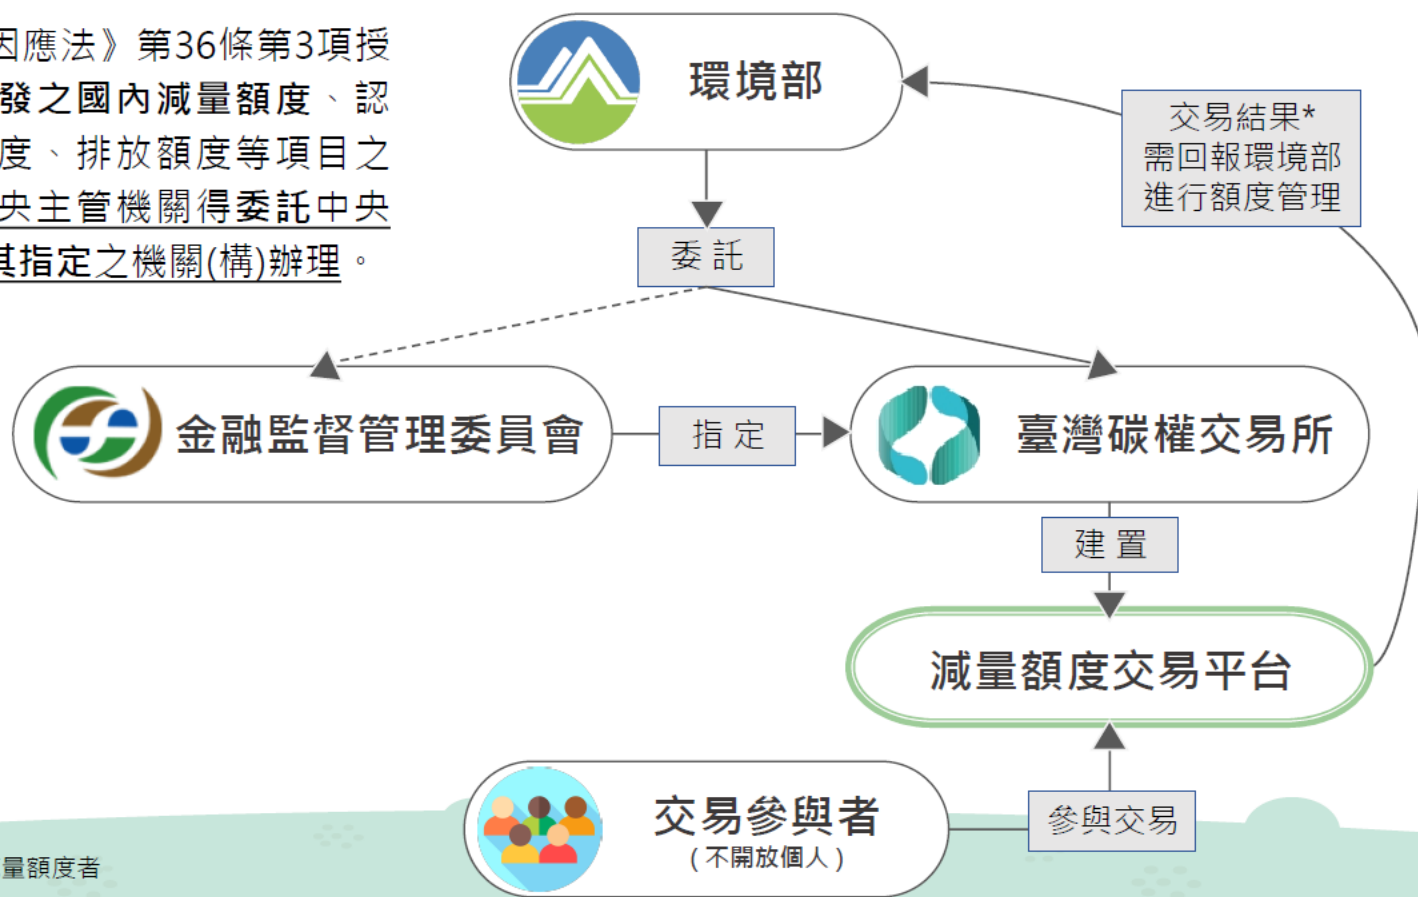 因應法》第36條第3項授
發之國內減量額度、認
度、排放額度等項目之
央主管機關得委託中央
其指定之機關(構)辦理。
環境部
交易結果*
需回報環境部
進行額度管理
委託
金融監督管理委員會
指定
臺灣碳權交易所
建置
減量額度交易平台
交易參與者
(不開放個人)
參與交易
量額度者